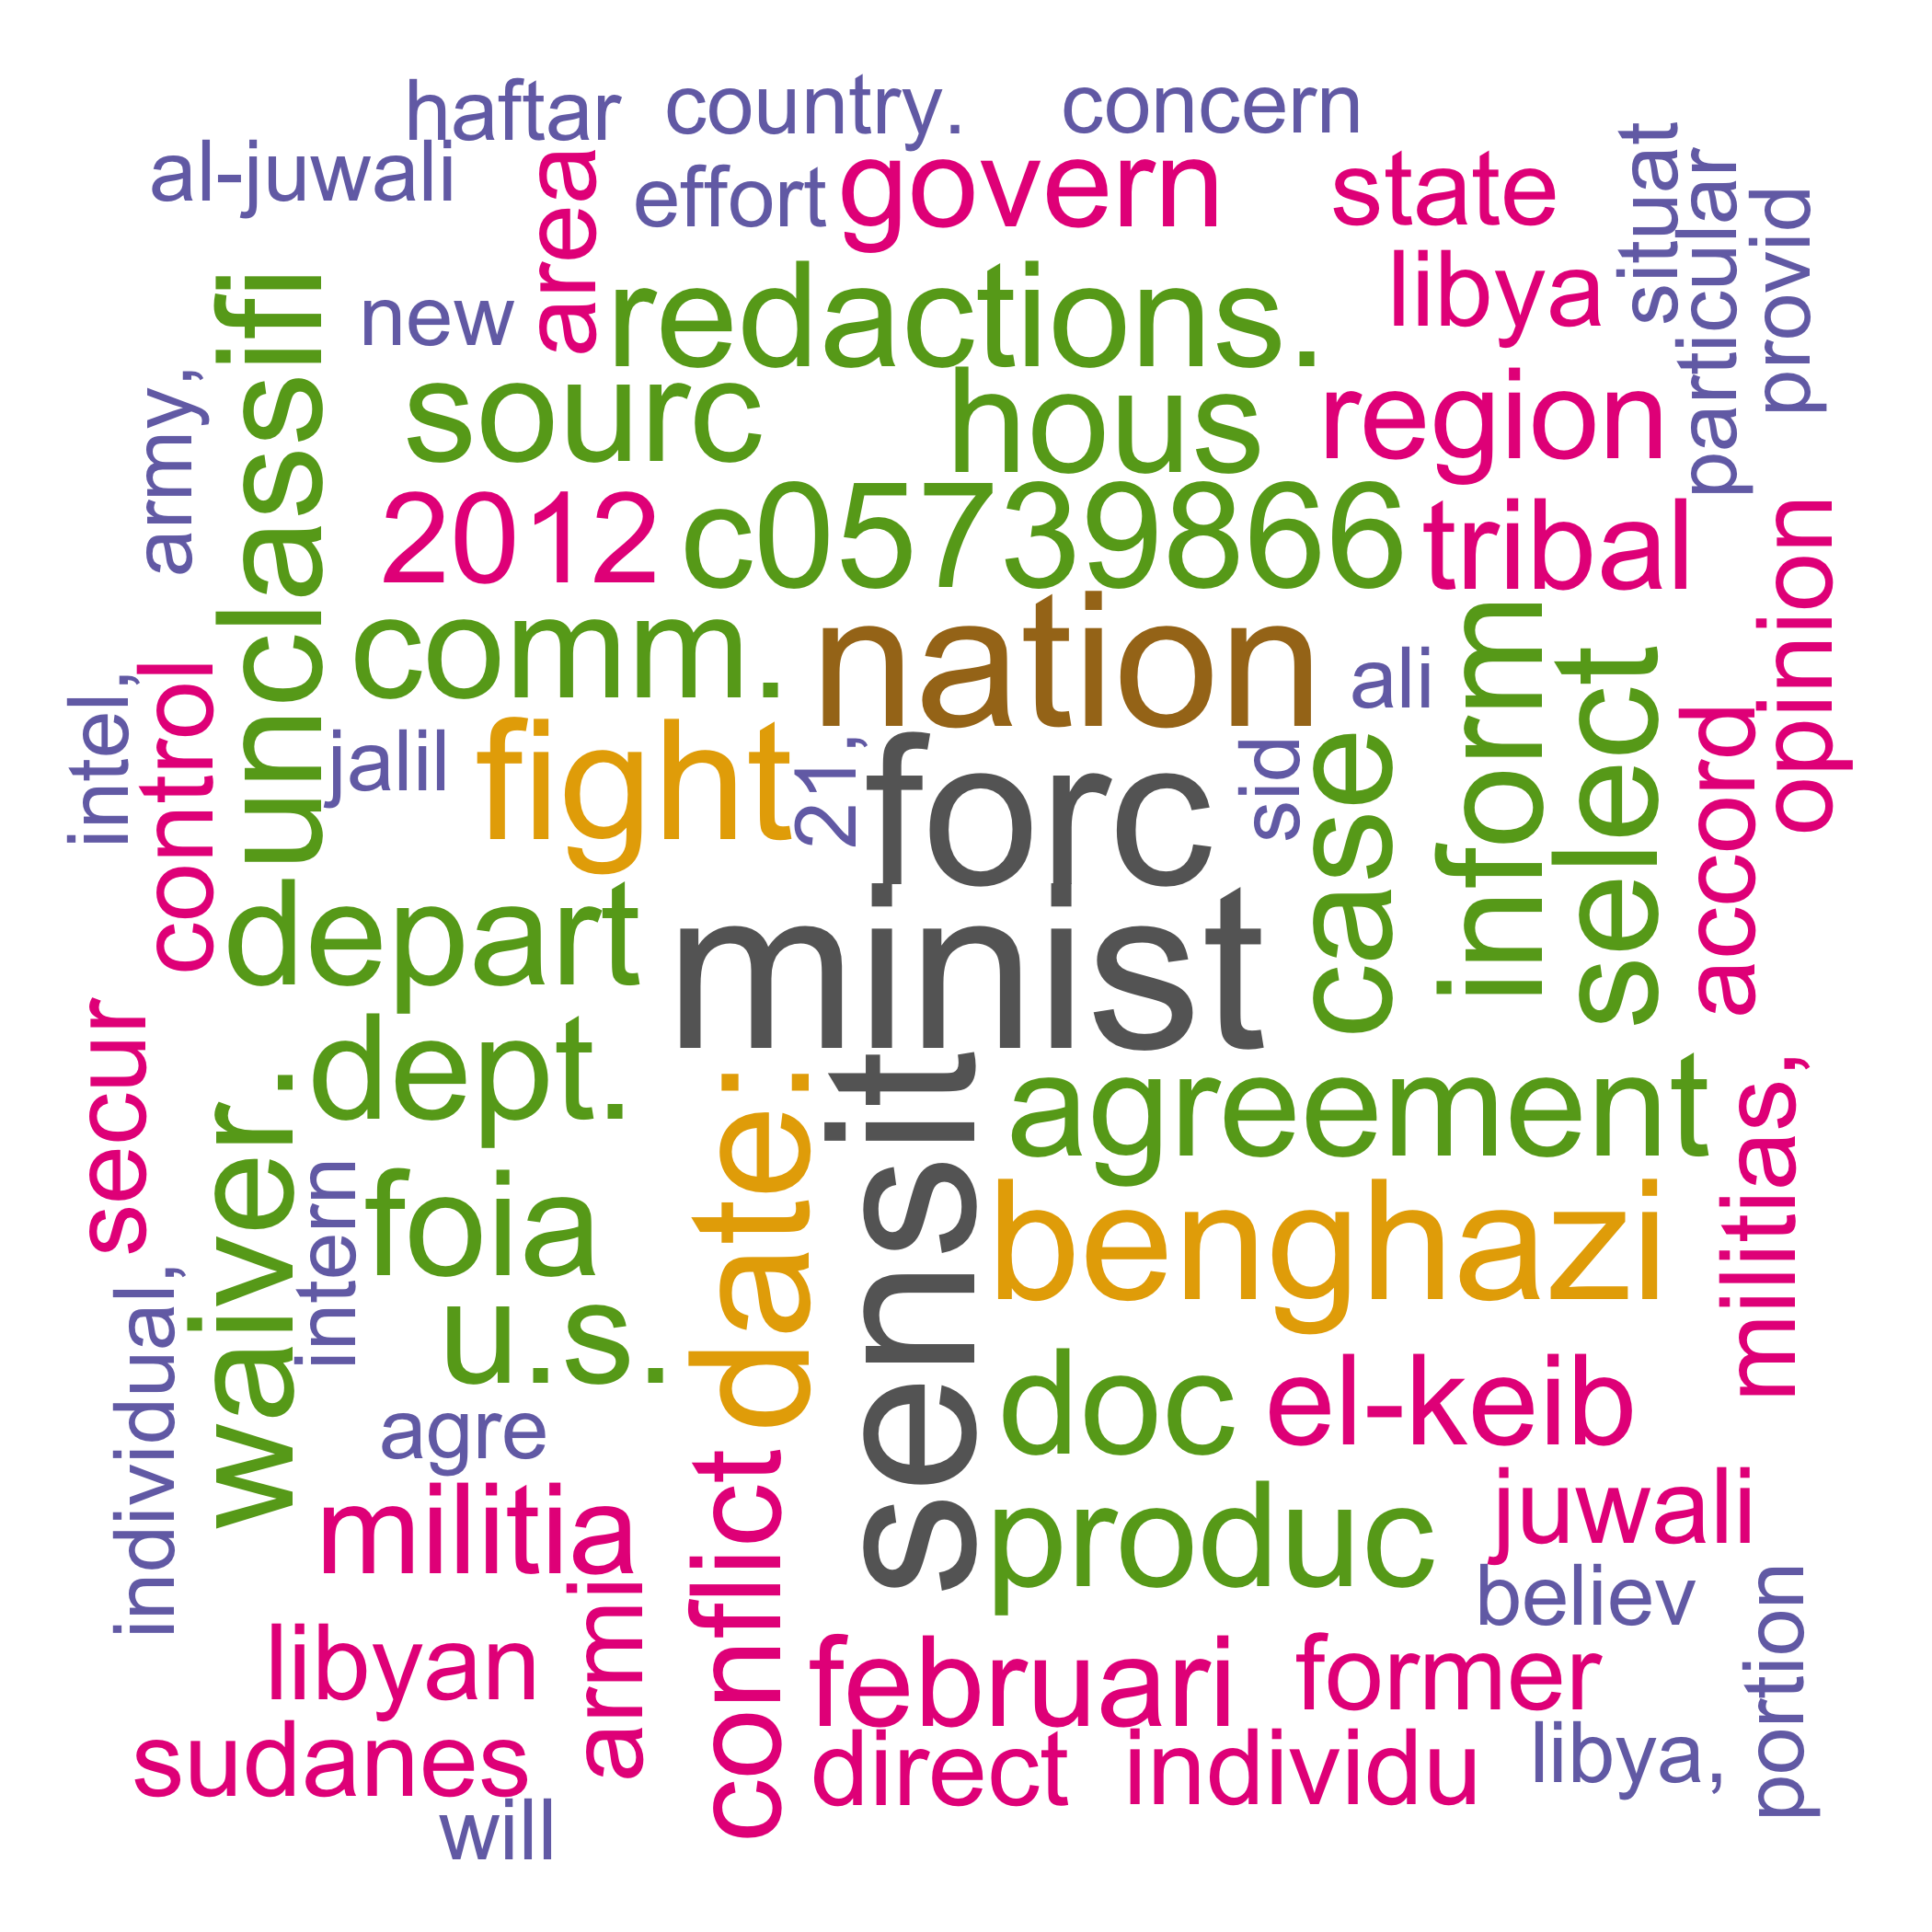 haftar
country.
concern
al-juwali
area
effort
govern
state
situat
particular
provid
unclassifi
new
redactions.
libya
army,
sourc
hous
region
2012
c05739866
tribal
opinion
comm.
nation
ali
inform
select
intel,
control
jalil
fight
21,
forc
sid
case
accord
depart
minist
secur
waiver.
dept.
date:
sensit
agreement
militias,
intern
foia
benghazi
individual,
u.s.
doc
el-keib
agre
militia
conflict
produc
juwali
armi
believ
portion
libyan
februari
former
sudanes
direct
individu
libya,
will